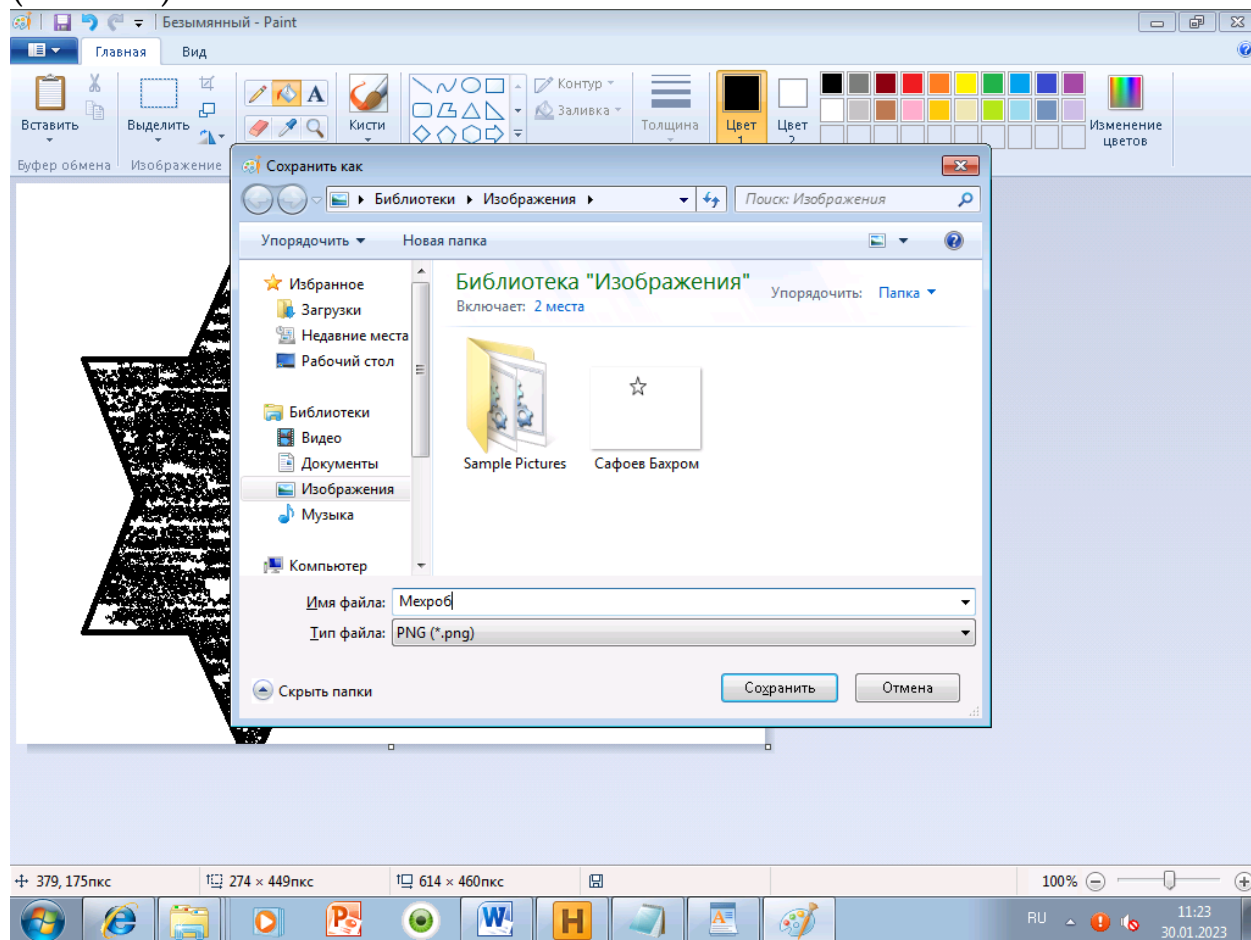 Безымянный - Paint
Главная Вид
Вставить
Выделить
Кисти
Контур
Заливка
Толщина
Цвет 1
Цвет 2
Изменение цветов
Буфер обмена
Изображение
Сохранить как
Библиотеки
Изображения
Поиск: Изображения
Упорядочить Новая папка
Избранное
Загрузки
Недавние места
Рабочий стол
Библиотеки
Видео
Документы
Изображения
Музыка
Компьютер
Библиотека "Изображения"
Включает: 2 места
Упорядочить: Папка
Sample Pictures
Сафоев Бахром
Имя файла: Мехроб
Тип файла: PNG (*.png)
Скрыть папки
Сохранить
Отмена
379, 175пкс
274 × 449пкс
614 × 460пкс
100%
RU
11:23
30.01.2023